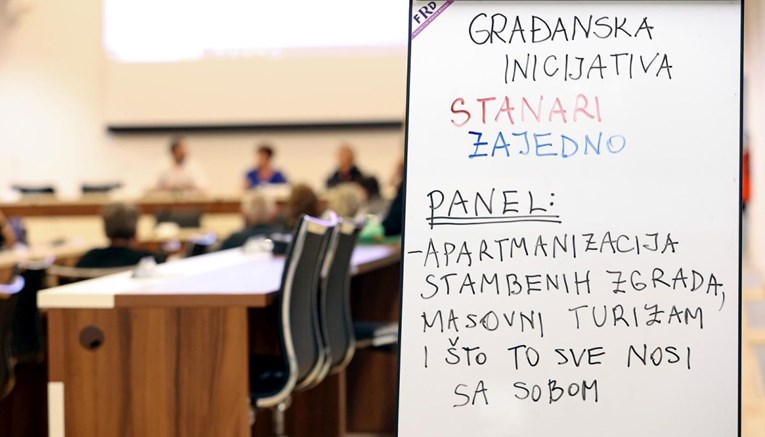 FRD
GRAĐANSKA
INICIJATIVA
STANARI
ZAJEDNO
PANEL:
-APARTMANIZACIJA
STAMBENIH ZGRADA,
MASOVNI TURIZAM
I ŠTO TO SVE NOSI
SA SOBOM